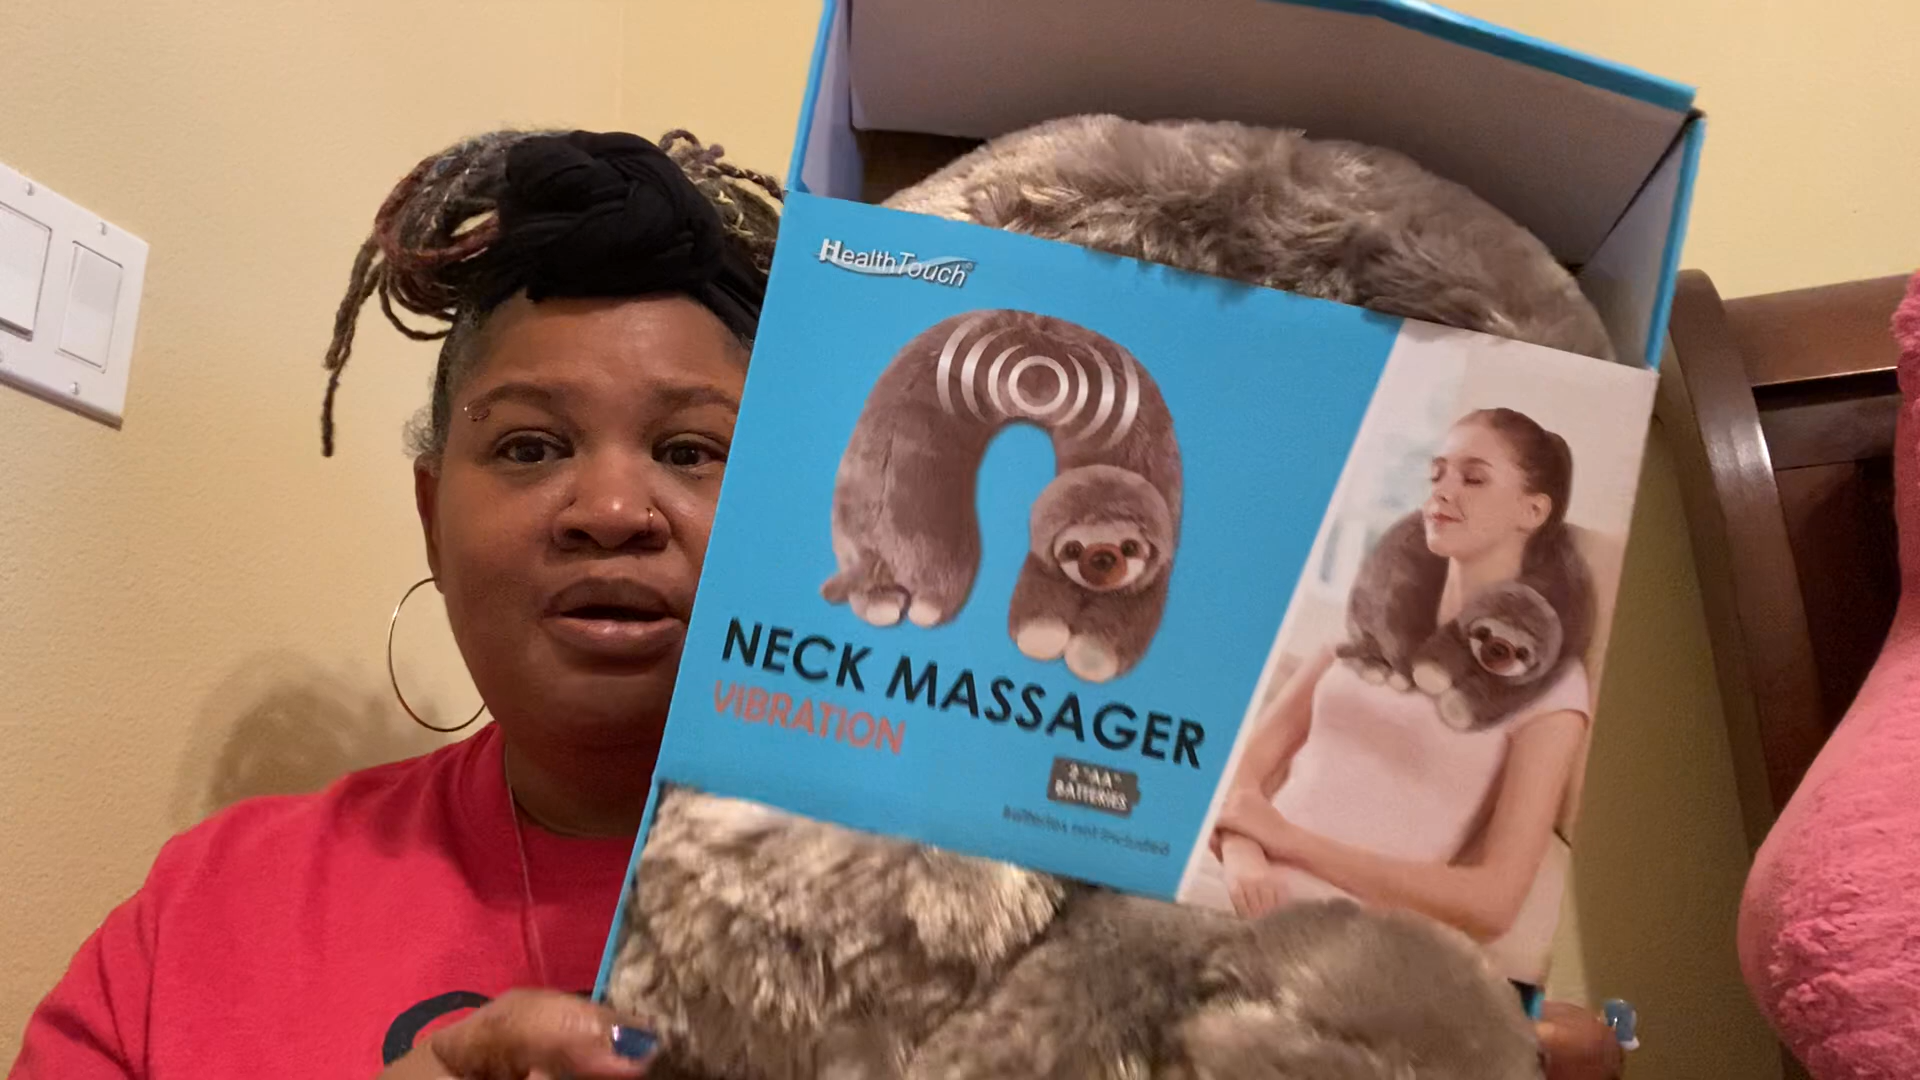 HealthTouch®
NECK MASSAGER
VIBRATION
2 "AA"
BATTERIES
batteries not included